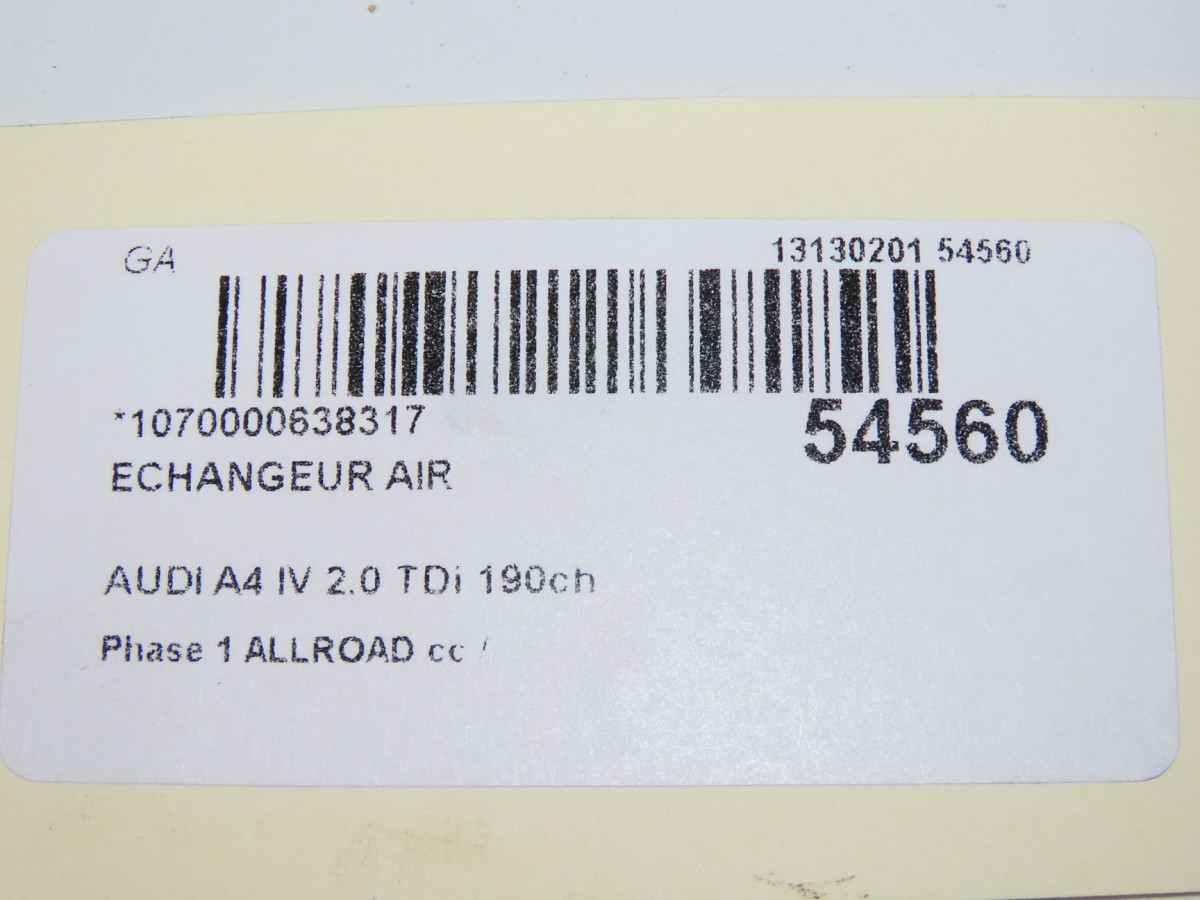 GA 13130201 54560
*1070000638317 54560
ECHANGEUR AIR
AUDI A4 IV 2.0 TDi 190ch
Phase 1 ALLROAD cc /